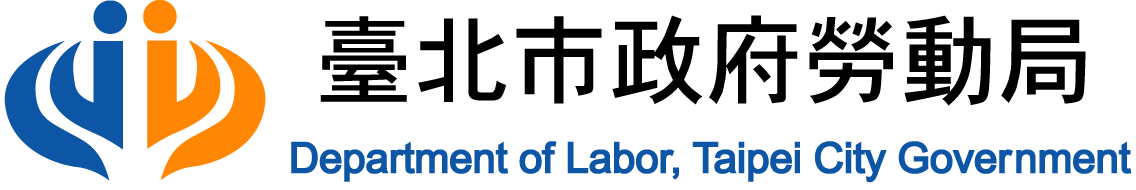 臺北市政府勞動局
Department of Labor, Taipei City Government